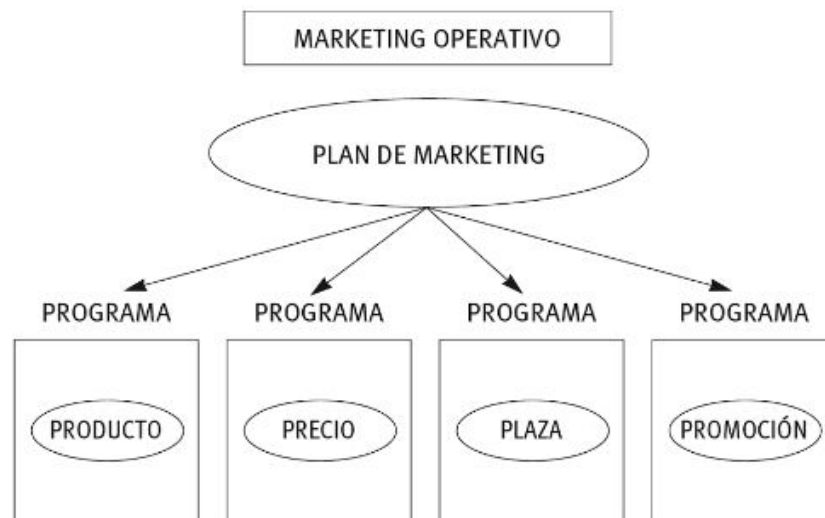 MARKETING OPERATIVO
PLAN DE MARKETING
PROGRAMA PROGRAMA PROGRAMA PROGRAMA
PRODUCTO PRECIO PLAZA PROMOCIÓN